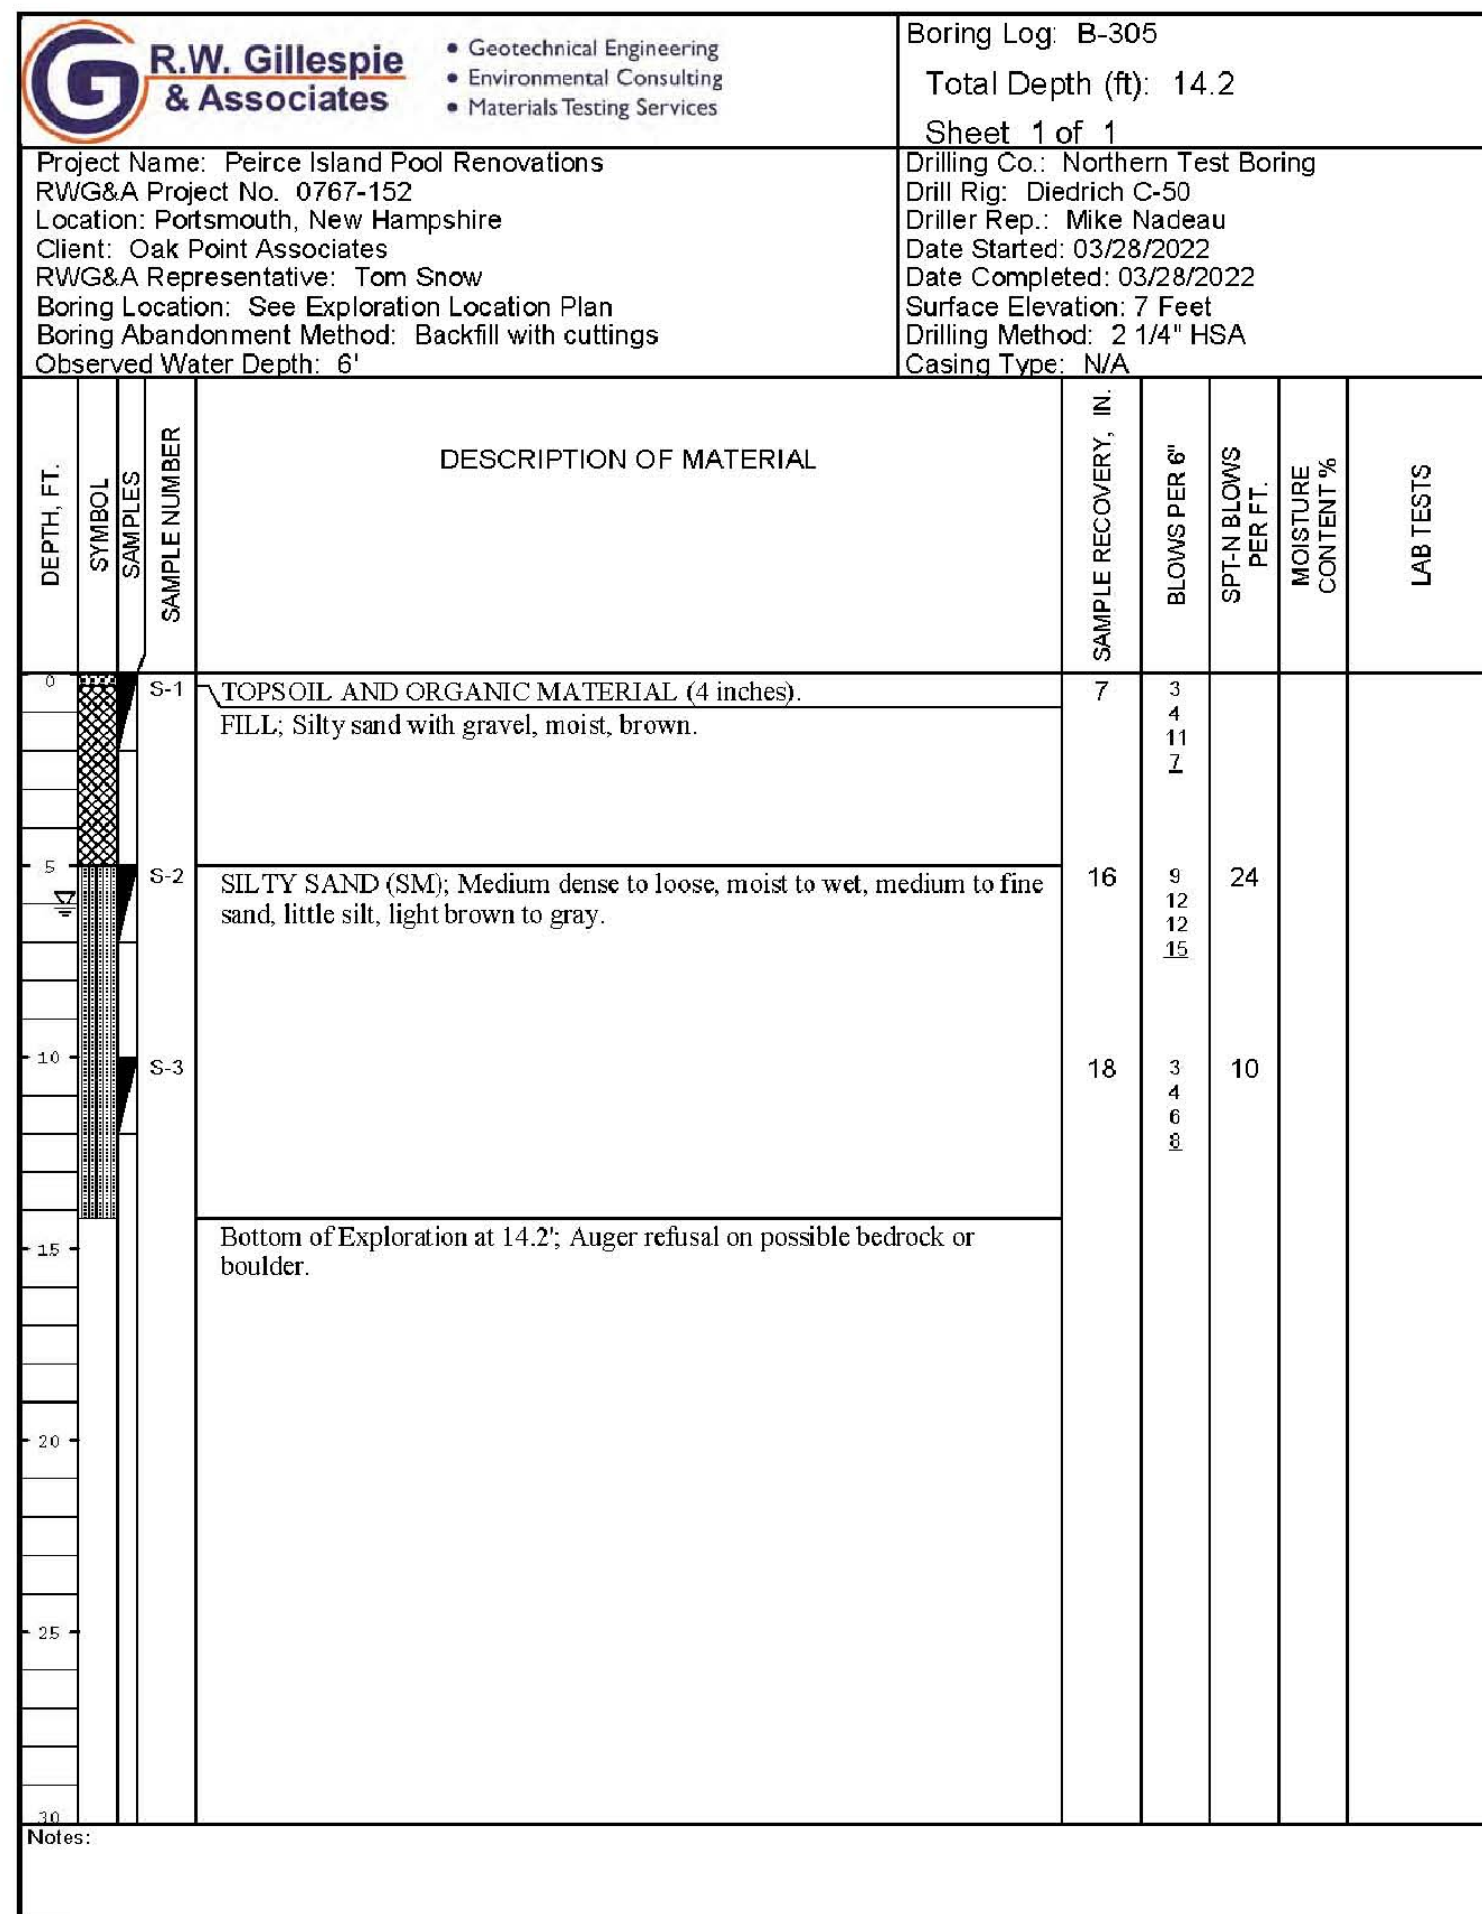 G
R.W. Gillespie
& Associates
• Geotechnical Engineering
• Environmental Consulting
• Materials Testing Services
Boring Log: B-305
Total Depth (ft): 14.2
Sheet 1 of 1
Project Name: Peirce Island Pool Renovations
RWG&A Project No. 0767-152
Location: Portsmouth, New Hampshire
Client: Oak Point Associates
RWG&A Representative: Tom Snow
Boring Location: See Exploration Location Plan
Boring Abandonment Method: Backfill with cuttings
Observed Water Depth: 6'
Drilling Co.: Northern Test Boring
Drill Rig: Diedrich C-50
Driller Rep.: Mike Nadeau
Date Started: 03/28/2022
Date Completed: 03/28/2022
Surface Elevation: 7 Feet
Drilling Method: 2 1/4" HSA
Casing Type: N/A
DEPTH, FT.
SYMBOL
SAMPLES
SAMPLE NUMBER
DESCRIPTION OF MATERIAL
SAMPLE RECOVERY, IN.
BLOWS PER 6"
SPT-N BLOWS
PER FT.
MOISTURE
CONTENT %
LAB TESTS
0
S-1
TOPSOIL AND ORGANIC MATERIAL (4 inches).
FILL; Silty sand with gravel, moist, brown.
7
3
4
11
7
5
S-2
SILTY SAND (SM); Medium dense to loose, moist to wet, medium to fine
sand, little silt, light brown to gray.
16
9
12
12
15
24
10
S-3
18
3
4
6
8
10
Bottom of Exploration at 14.2'; Auger refusal on possible bedrock or
boulder.
15
20
25
30
Notes: